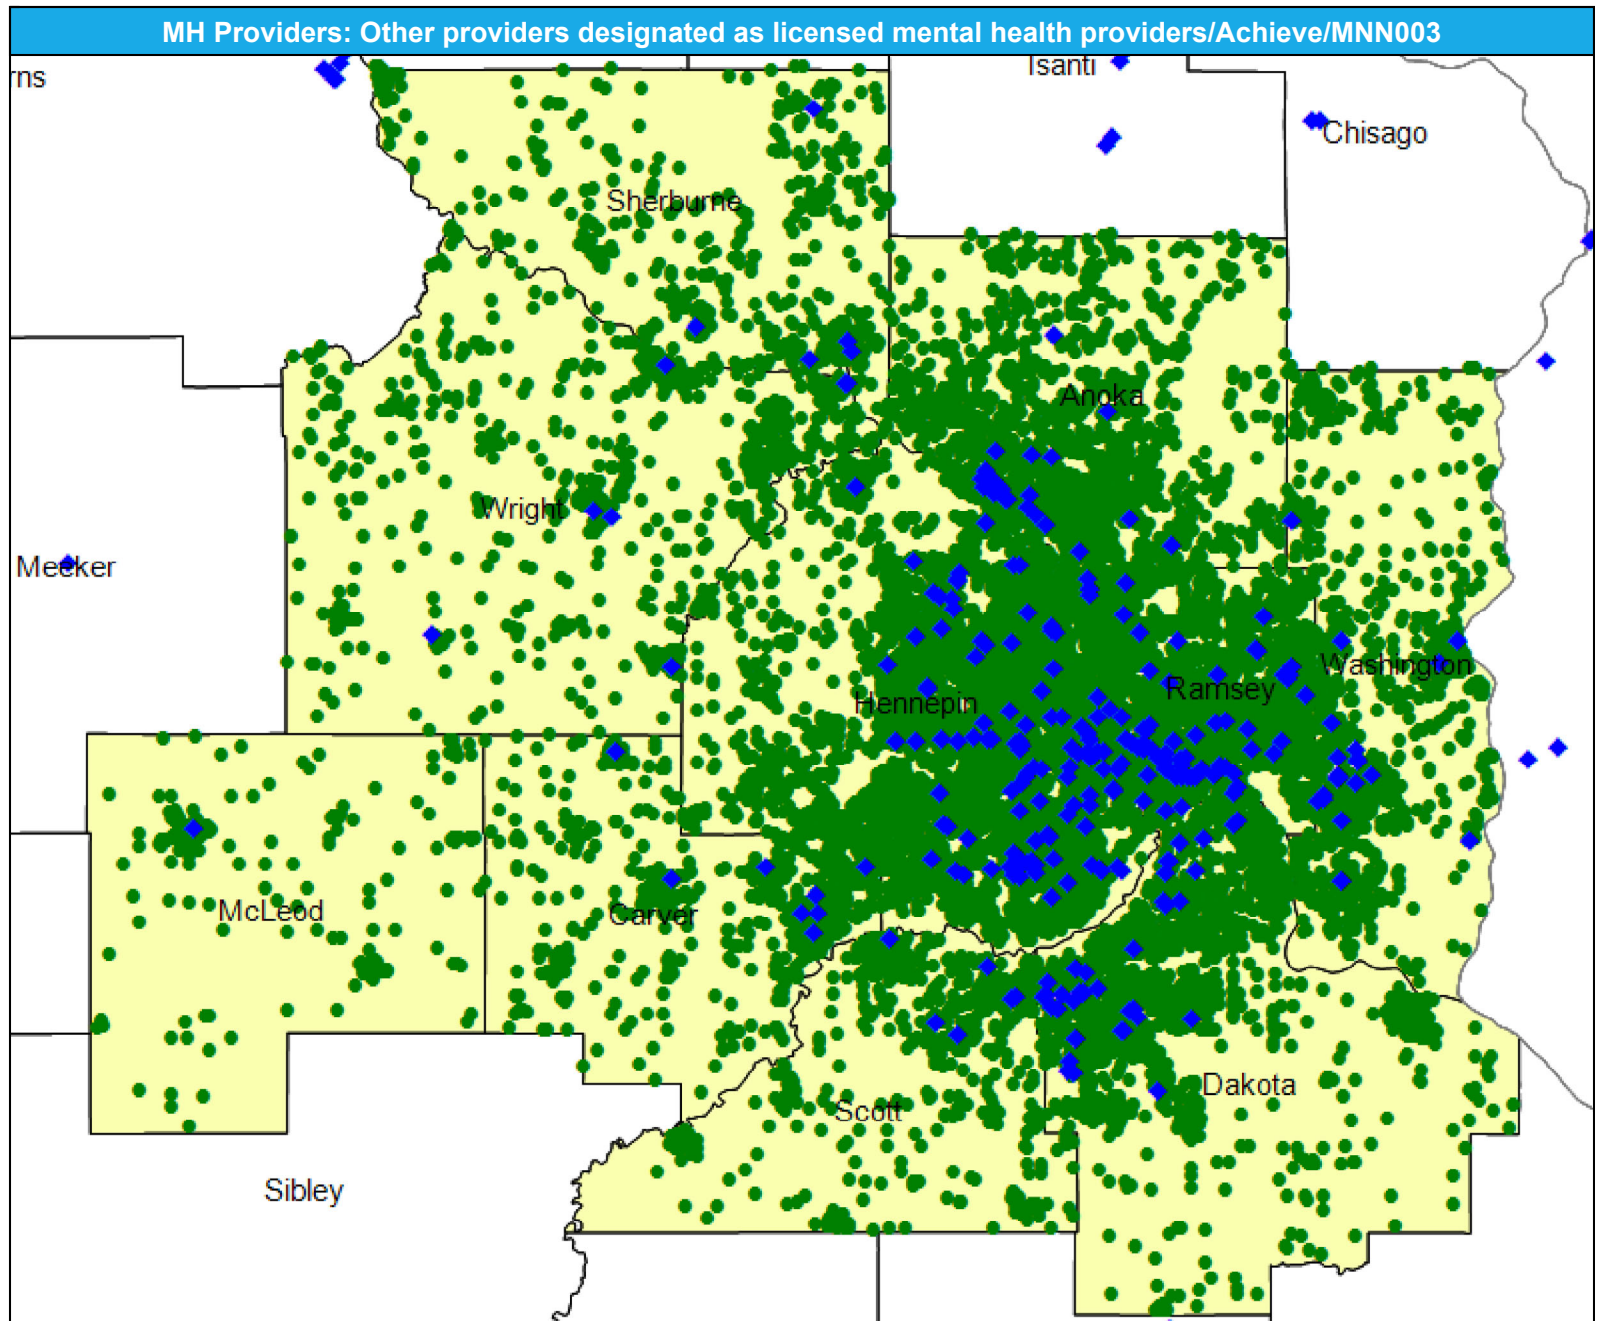 MH Providers: Other providers designated as licensed mental health providers/Achieve/MNN003
rns
Isanti
Chisago
Sherburne
Anoka
Wright
Meeker
Washington
Ramsey
Hennepin
McLeod
Carver
Dakota
Scott
Sibley